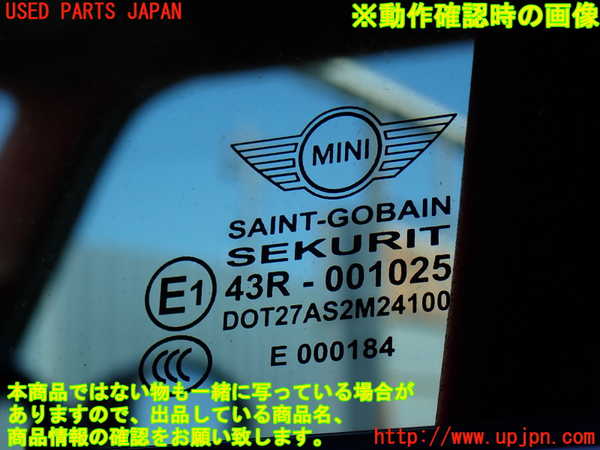 USED PARTS JAPAN
※動作確認時の画像
MINI
SAINT-GOBAIN
SEKURIT
E1
43R - 001025
DOT27AS2M24100
E 000184
CCC
本商品ではない物も一緒に写っている場合が
ありますので、出品している商品名、
商品情報の確認をお願い致します。
http://www.upjpn.com/